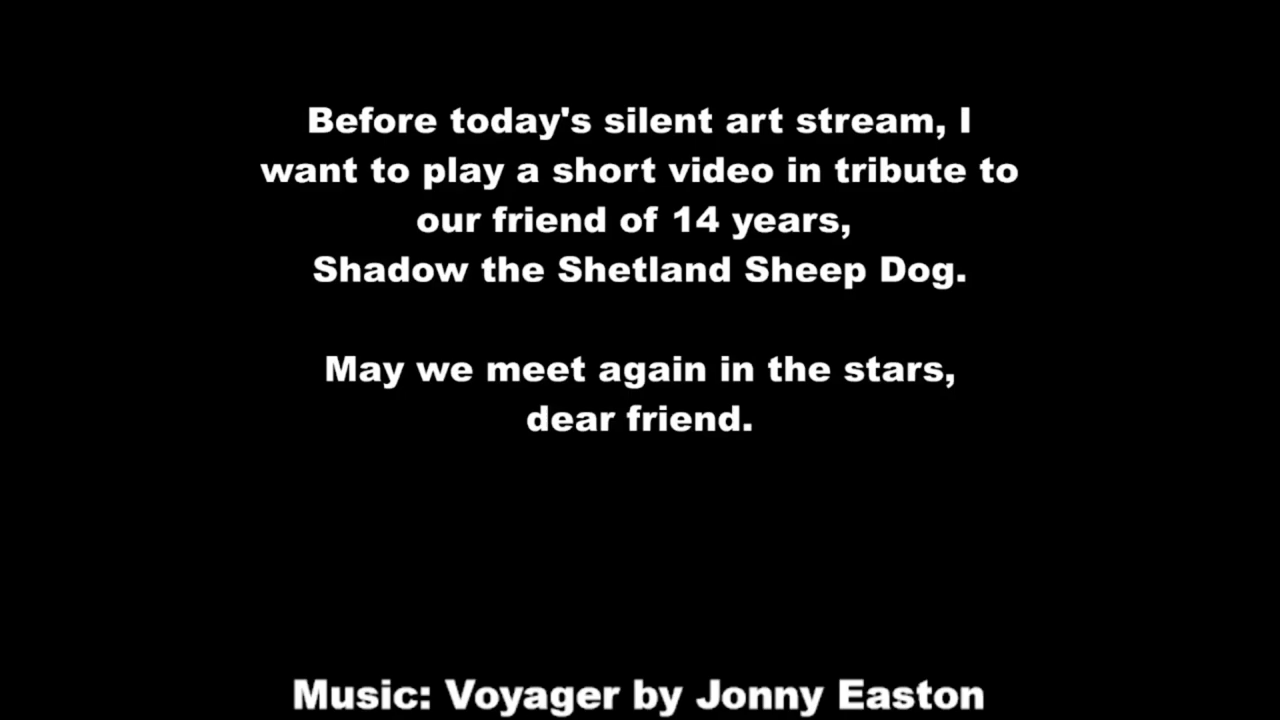 Before today's silent art stream, I
want to play a short video in tribute to
our friend of 14 years,
Shadow the Shetland Sheep Dog.
May we meet again in the stars,
dear friend.
Music: Voyager by Jonny Easton